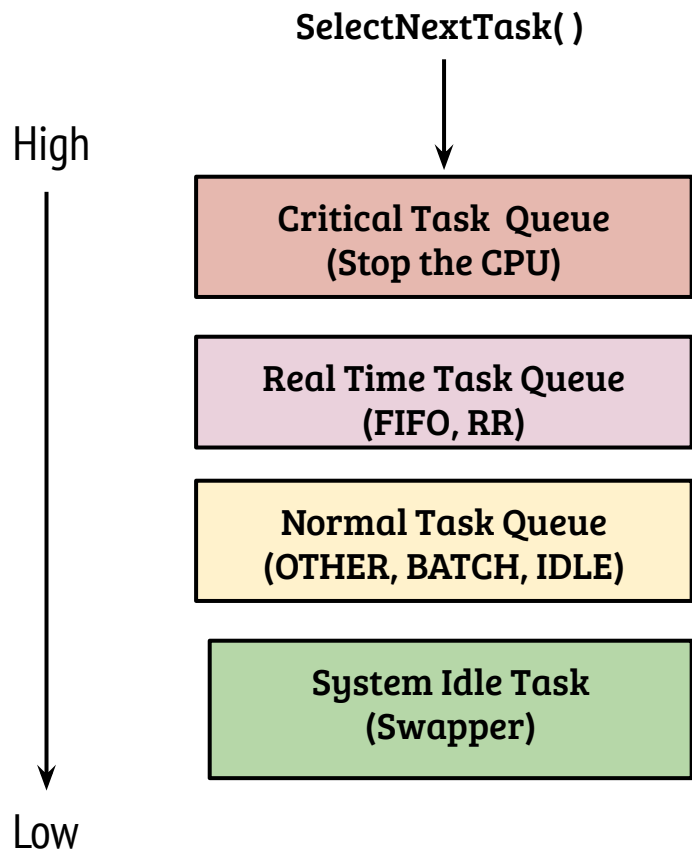 SelectNextTask( )
High
Critical Task Queue
(Stop the CPU)
Real Time Task Queue
(FIFO, RR)
Normal Task Queue
(OTHER, BATCH, IDLE)
System Idle Task
(Swapper)
Low